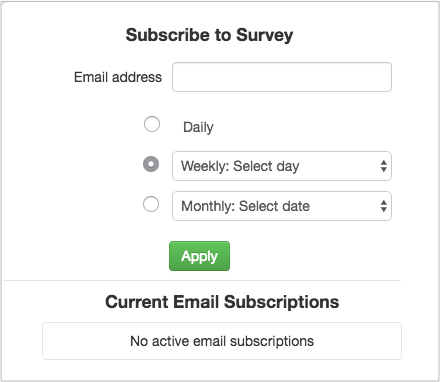 Subscribe to Survey
Email address
Daily
Weekly: Select day
Monthly: Select date
Apply
Current Email Subscriptions
No active email subscriptions